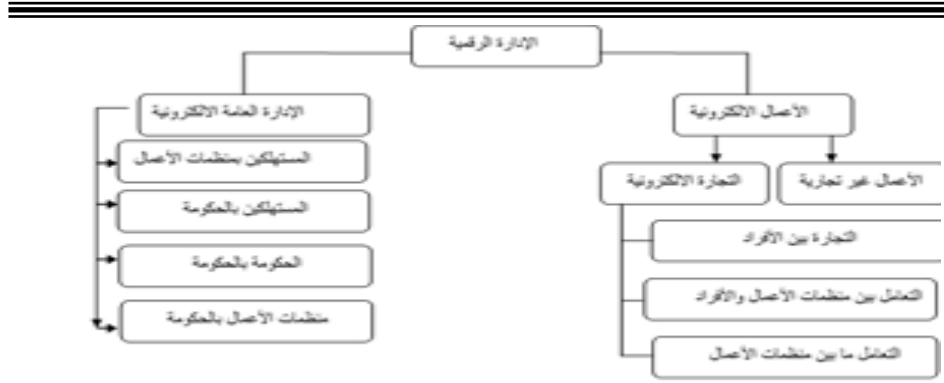 الإدارة الرقمية
الأعمال الالكترونية
الإدارة العامة الالكترونية
الأعمال غير تجارية
التجارة الالكترونية
التجارة بين الأفراد
التعامل بين منظمات الأعمال والأفراد
التعامل ما بين منظمات الأعمال
المستهلكين بمنظمات الأعمال
المستهلكين بالحكومة
الحكومة بالحكومة
منظمات الأعمال بالحكومة